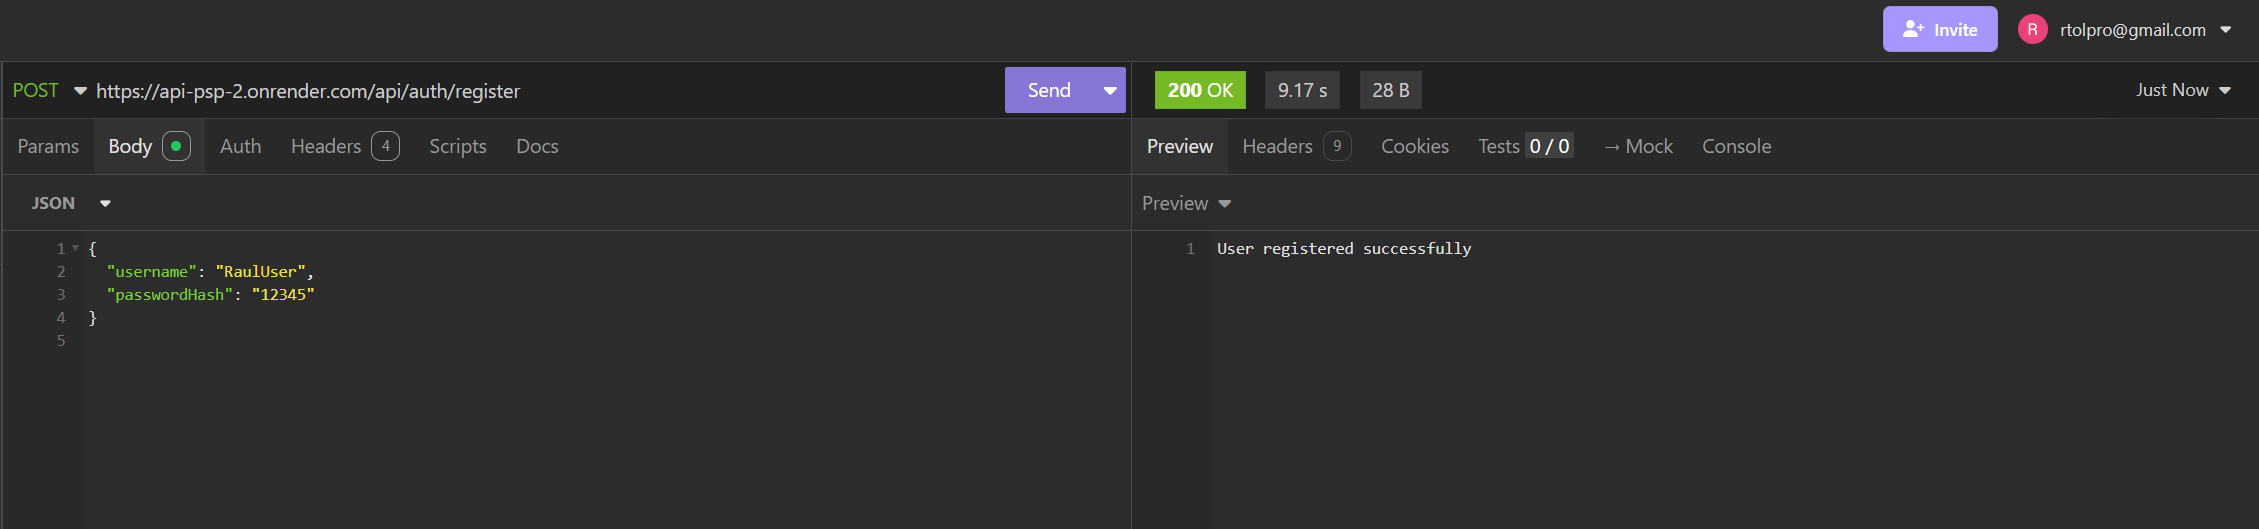 Invite R rtolpro@gmail.com
POST https://api-psp-2.onrender.com/api/auth/register Send 200 OK 9.17 s 28 B Just Now
Params Body Auth Headers 4 Scripts Docs Preview Headers 9 Cookies Tests 0 / 0 → Mock Console
JSON
Preview
1 {
2 "username": "RaulUser",
3 "passwordHash": "12345"
4 }
5
1 User registered successfully